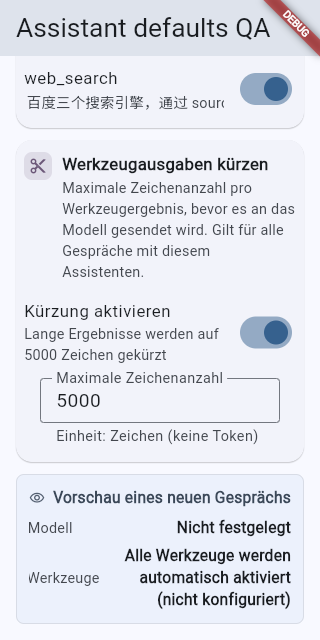 Assistant defaults QA
DEBUG
web_search
百度三个搜索引擎，通过 sourc
Werkzeugausgaben kürzen
Maximale Zeichenanzahl pro
Werkzeugergebnis, bevor es an das
Modell gesendet wird. Gilt für alle
Gespräche mit diesem
Assistenten.
Kürzung aktivieren
Lange Ergebnisse werden auf
5000 Zeichen gekürzt
Maximale Zeichenanzahl
5000
Einheit: Zeichen (keine Token)
Vorschau eines neuen Gesprächs
Modell
Nicht festgelegt
Werkzeuge
Alle Werkzeuge werden
automatisch aktiviert
(nicht konfiguriert)